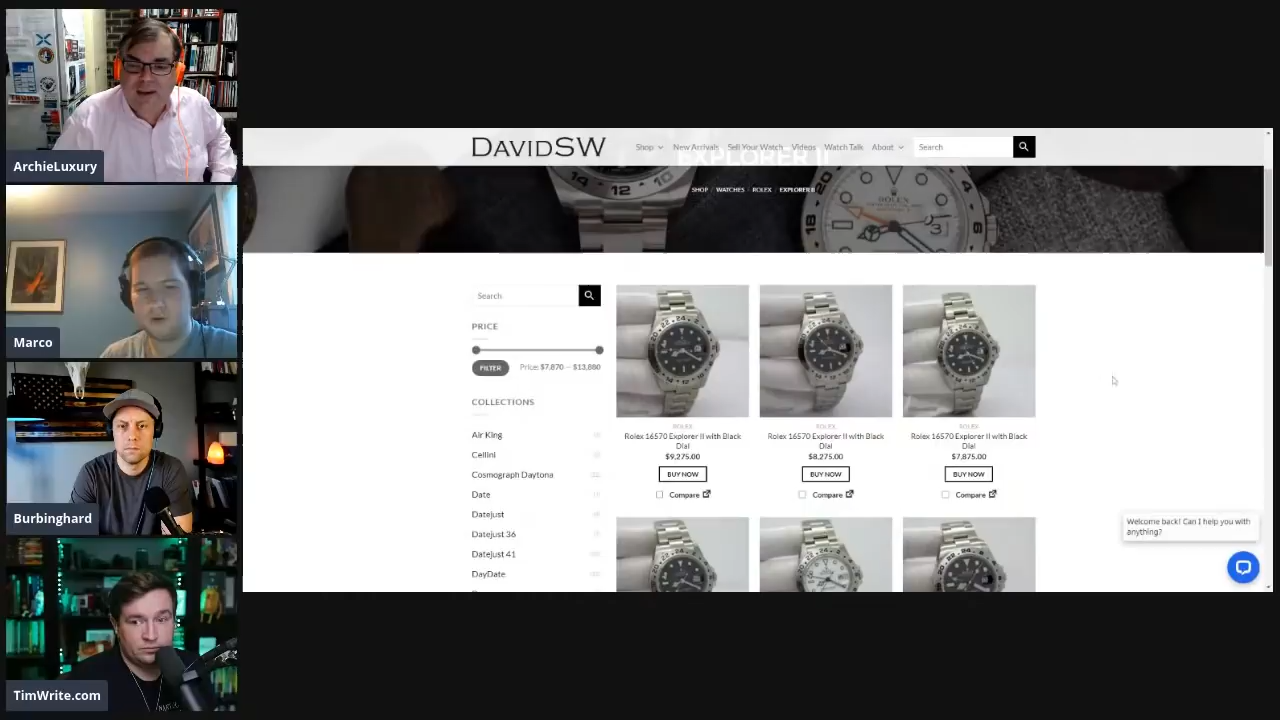 ArchieLuxury
Marco
Burbinghard
TimWrite.com
DAVIDSW
Shop
New Arrivals
Sell Your Watch
Videos
Watch Talk
About
Search
EXPLORER II
SHOP / WATCHES / ROLEX / EXPLORER II
Search
PRICE
FILTER
Price: $7,870 — $13,880
COLLECTIONS
Air King
Cellini
Cosmograph Daytona
Date
Datejust
Datejust 36
Datejust 41
DayDate
ROLEX
Rolex 16570 Explorer II with Black
Dial
$9,275.00
BUY NOW
Compare
ROLEX
Rolex 16570 Explorer II with Black
Dial
$8,275.00
BUY NOW
Compare
ROLEX
Rolex 16570 Explorer II with Black
Dial
$7,875.00
BUY NOW
Compare
Welcome back! Can I help you with
anything?